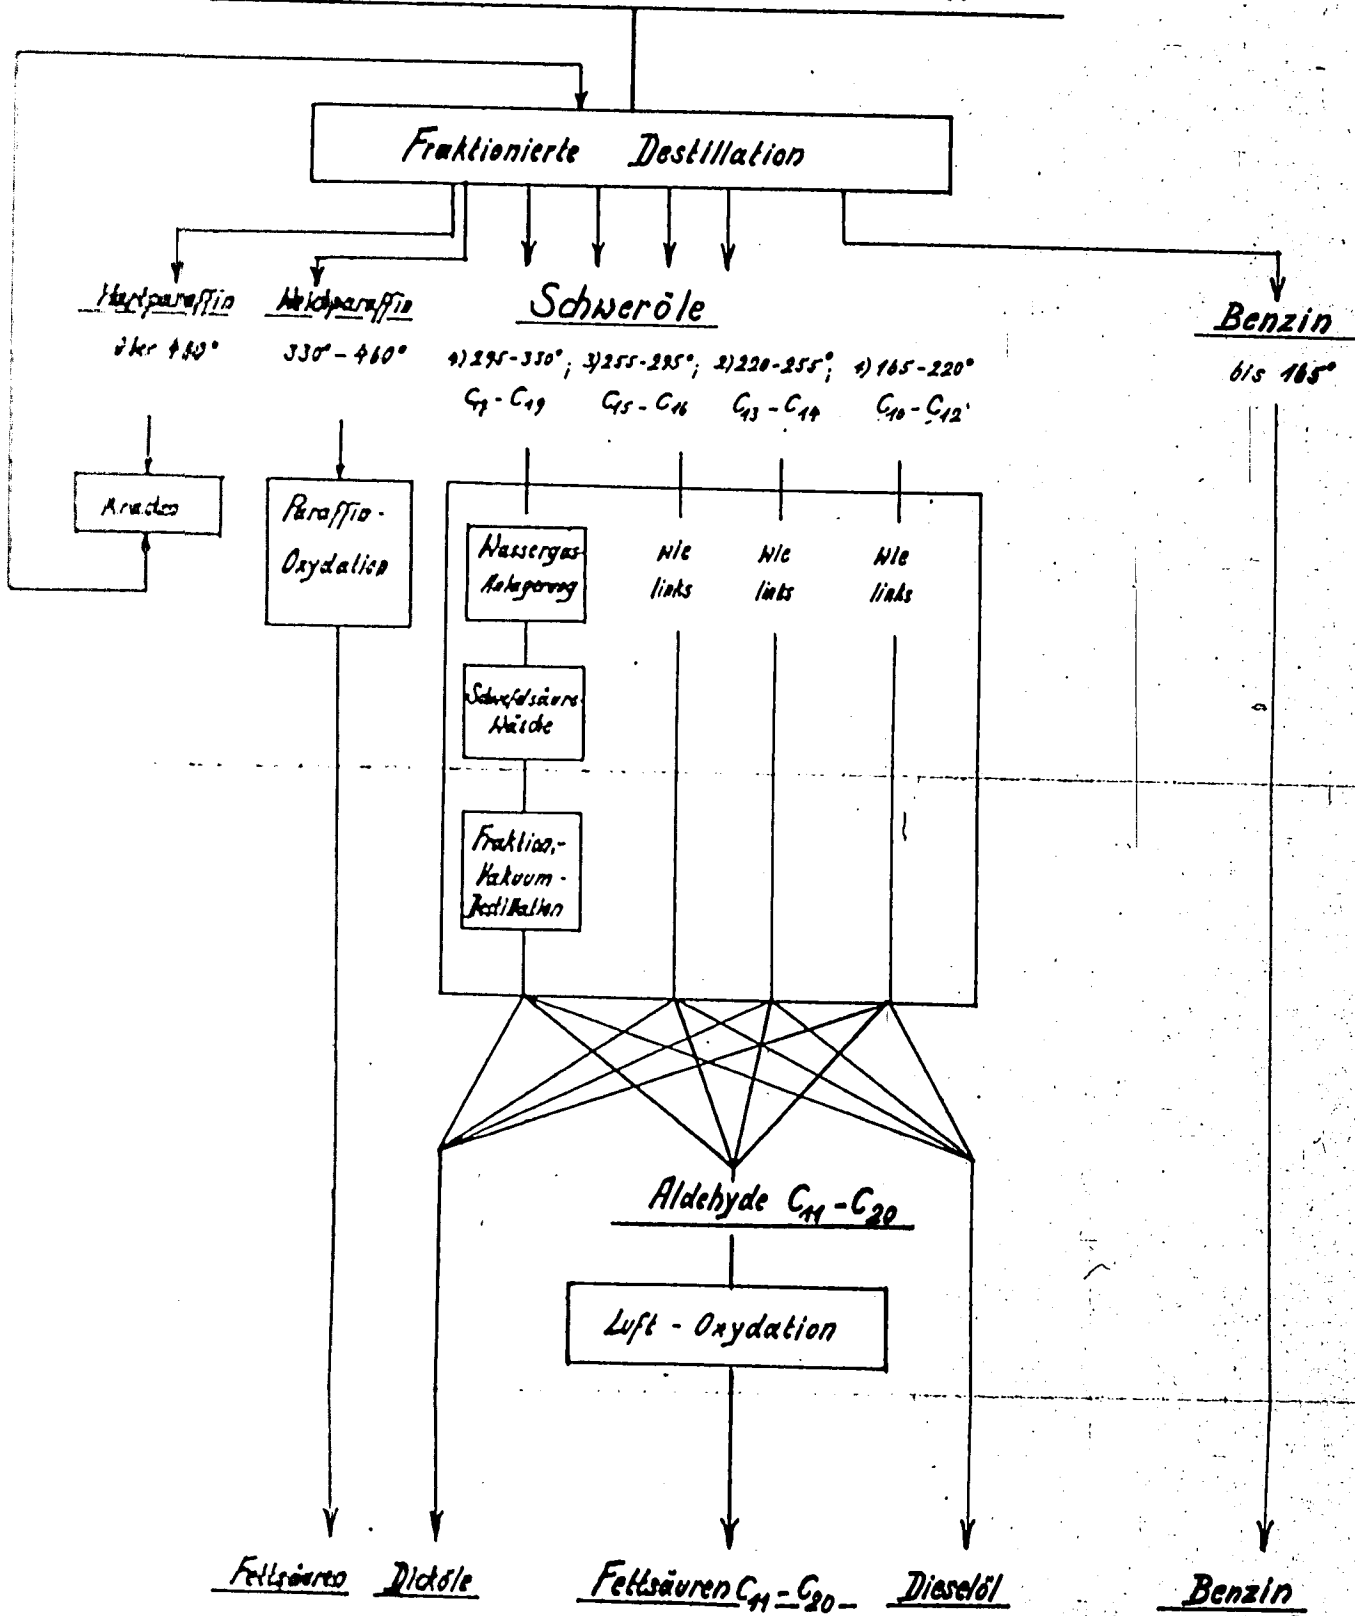 Fraktionierte Destillation
Hartparaffin
über 460°
Weichparaffin
330° - 460°
Schweröle
4) 295-330°; 3) 255-295°; 2) 220-255°; 1) 165-220°
C17 - C19 C15 - C16 C13 - C14 C10 - C12
Benzin
bis 165°
Kracken
Paraffin-
Oxydation
Wassergas-
Anlagerung
wie
links
wie
links
wie
links
Schwefelsäure-
Wäsche
Fraktion.-
Vakuum-
Destillation
Aldehyde C11 - C20
Luft - Oxydation
Fettsäuren
Dicköle
Fettsäuren C11 - C20
Dieselöl
Benzin